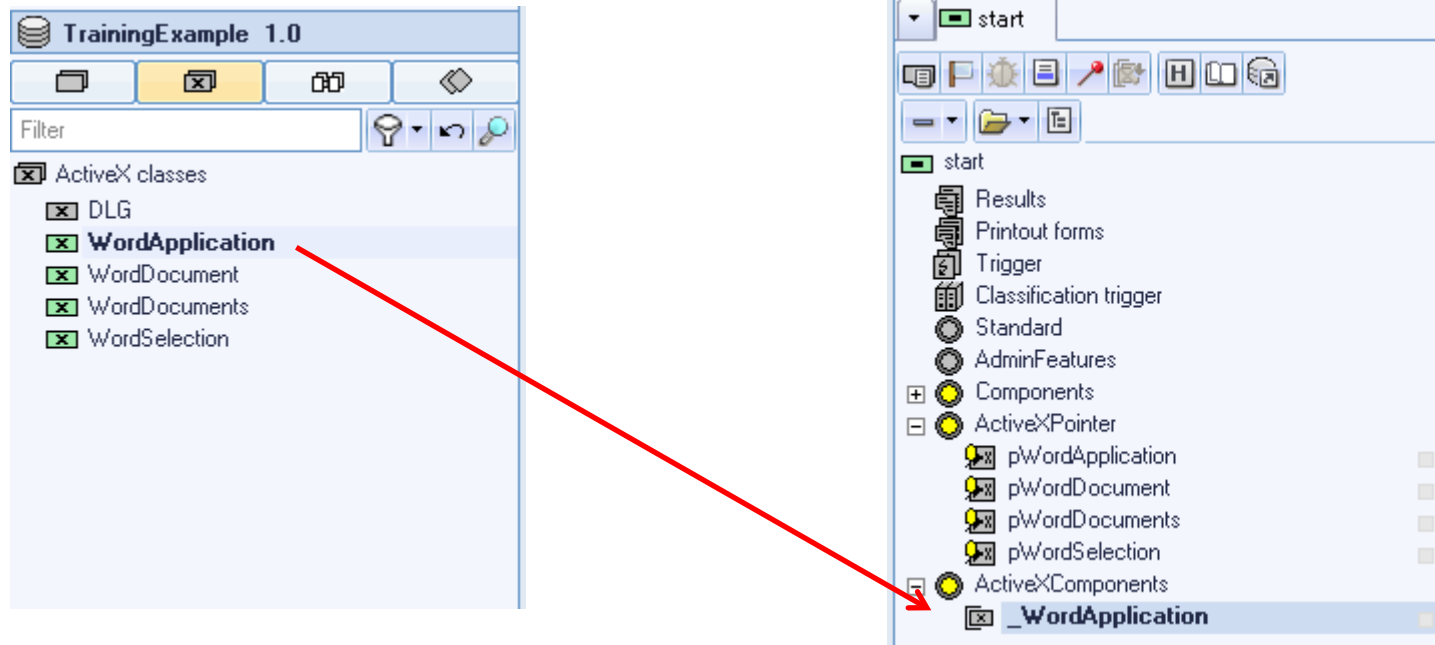 TrainingExample 1.0
Filter
ActiveX classes
DLG
WordApplication
WordDocument
WordDocuments
WordSelection
start
H
start
Results
Printout forms
Trigger
Classification trigger
Standard
AdminFeatures
Components
ActiveXPointer
pWordApplication
pWordDocument
pWordDocuments
pWordSelection
ActiveXComponents
_WordApplication